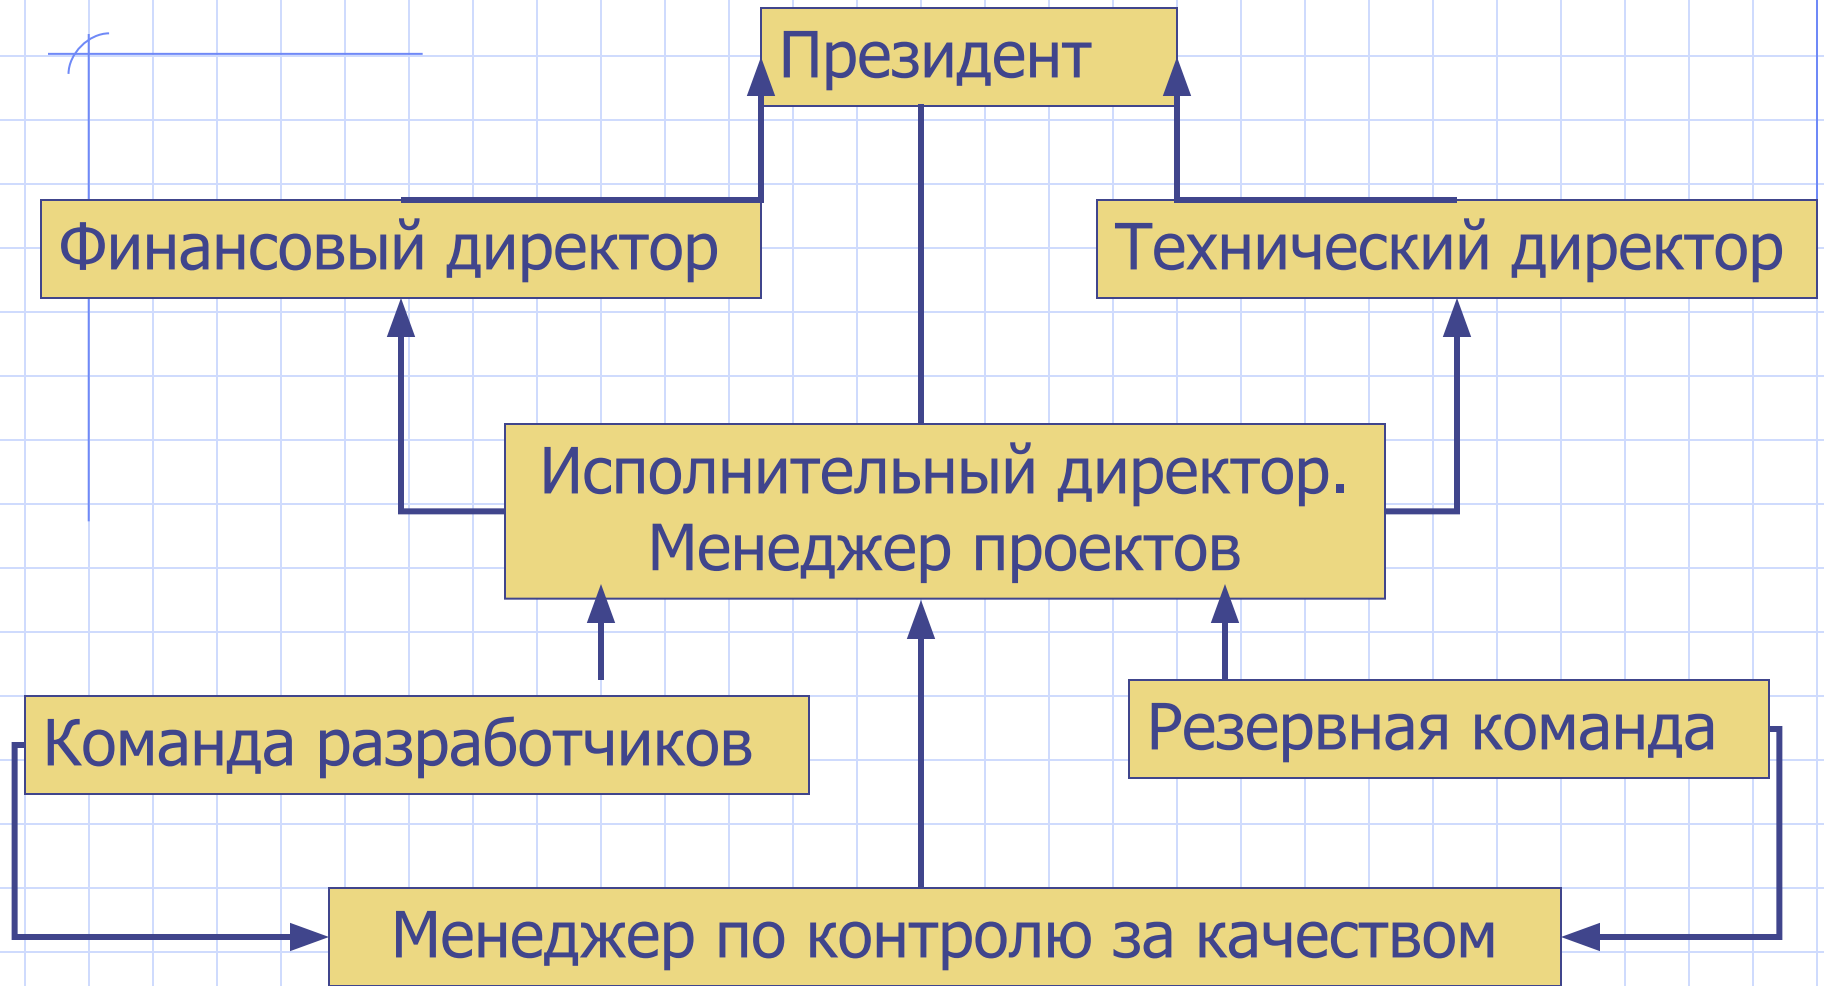 Президент
Финансовый директор
Технический директор
Исполнительный директор.
Менеджер проектов
Команда разработчиков
Резервная команда
Менеджер по контролю за качеством